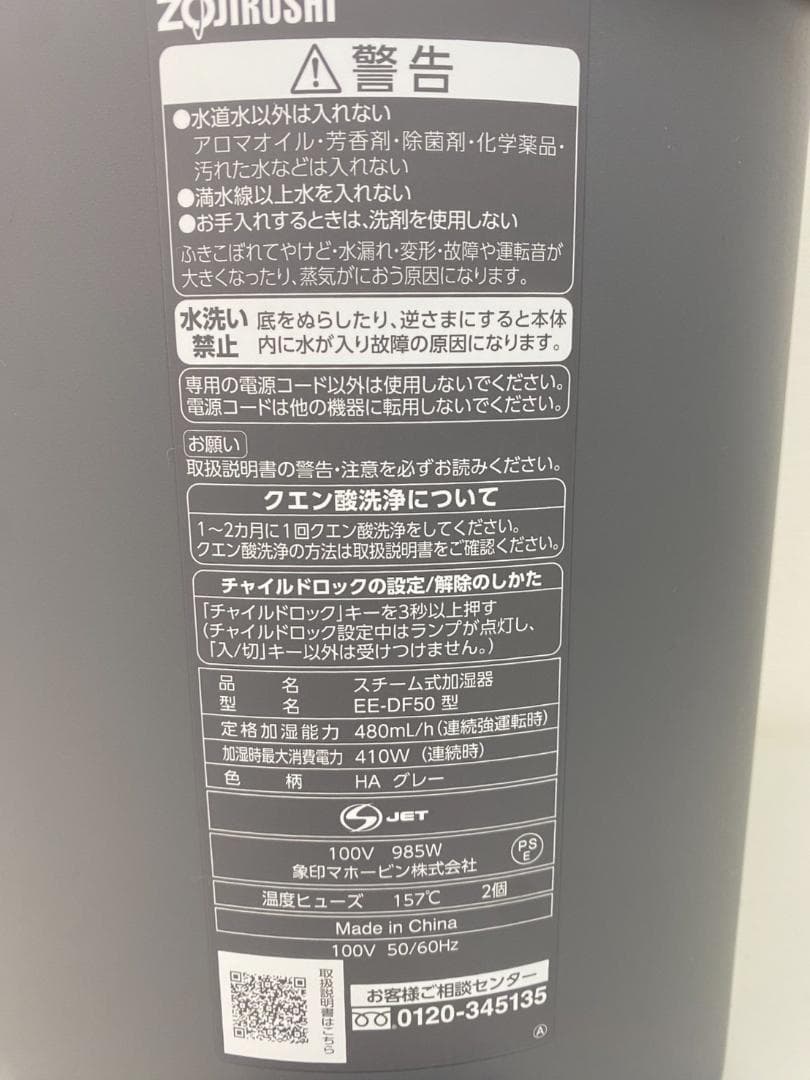 ZOJIRUSHI
警告
●水道水以外は入れない
アロマオイル・芳香剤・除菌剤・化学薬品・
汚れた水などは入れない
●満水線以上水を入れない
●お手入れするときは、洗剤を使用しない
ふきこぼれてやけど・水漏れ・変形・故障や運転音が
大きくなったり、蒸気がにおう原因になります。
水洗い 底をぬらしたり、逆さまにすると本体
禁止 内に水が入り故障の原因になります。
専用の電源コード以外は使用しないでください。
電源コードは他の機器に転用しないでください。
お願い
取扱説明書の警告・注意を必ずお読みください。
クエン酸洗浄について
1〜2カ月に1回クエン酸洗浄をしてください。
クエン酸洗浄の方法は取扱説明書をご確認ください。
チャイルドロックの設定/解除のしかた
「チャイルドロック」キーを3秒以上押す
(チャイルドロック設定中はランプが点灯し、
「入/切」キー以外は受けつけません。)
品名 スチーム式加湿器
型名 EE-DF50 型
定格加湿能力 480mL/h(連続強運転時)
加湿時最大消費電力 410W (連続時)
色柄 HA グレー
JET
100V 985W
PS
E
象印マホービン株式会社
温度ヒューズ 157℃ 2個
Made in China
100V 50/60Hz
取扱説明書はこちら
お客様ご相談センター
0120-345135
A